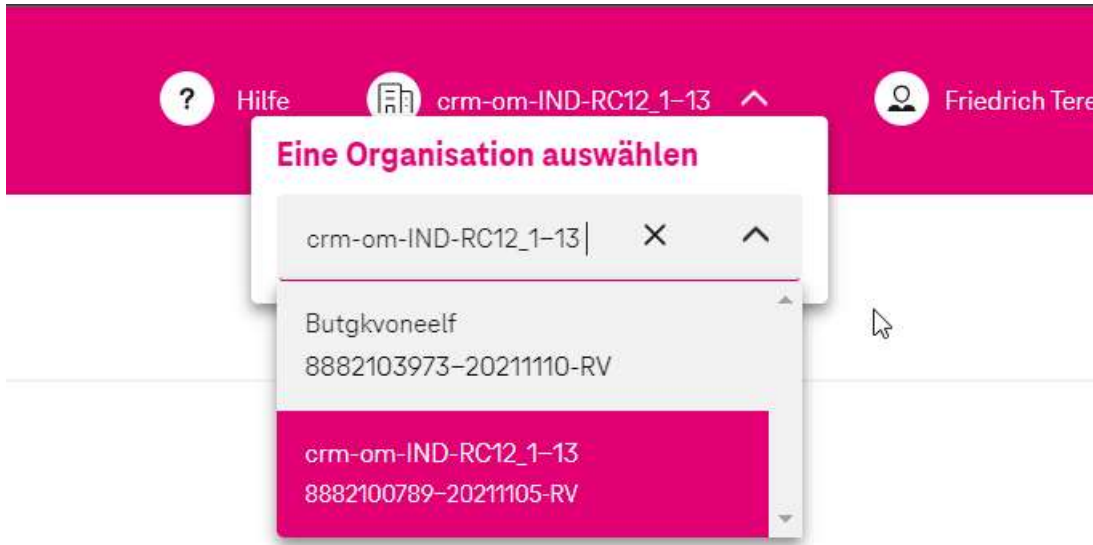 ? Hilfe crm-om-IND-RC12_1–13 Friedrich Tere
Eine Organisation auswählen
crm-om-IND-RC12_1–13
Butgkvoneelf
8882103973–20211110-RV
crm-om-IND-RC12_1–13
8882100789–20211105-RV